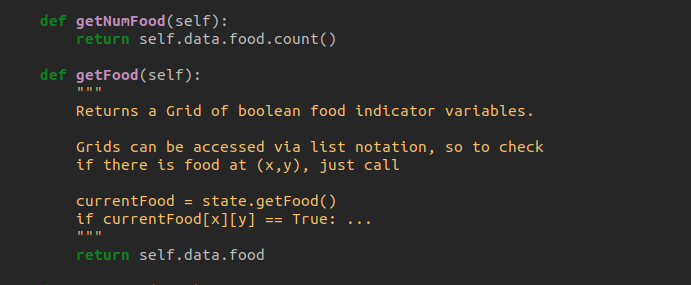 def getNumFood(self):
return self.data.food.count()
def getFood(self):
"""
Returns a Grid of boolean food indicator variables.
Grids can be accessed via list notation, so to check
if there is food at (x,y), just call
currentFood = state.getFood()
if currentFood[x][y] == True: ...
"""
return self.data.food